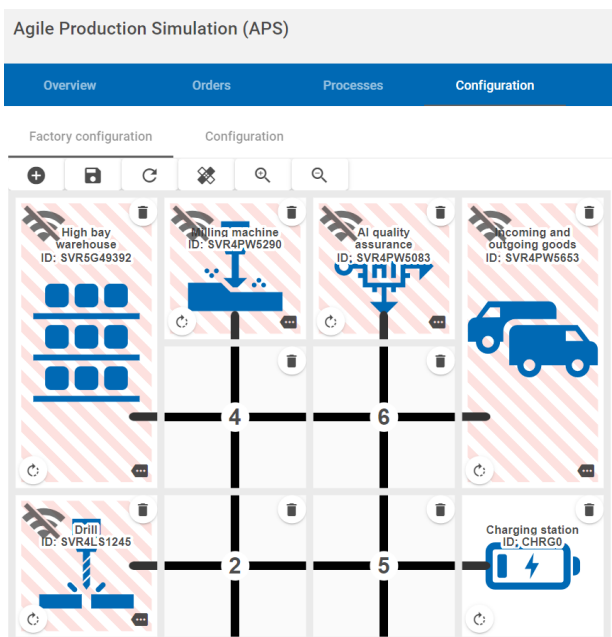 Agile Production Simulation (APS)
Overview Orders Processes Configuration
Factory configuration Configuration
High bay
warehouse
ID: SVR5G49392
Milling machine
ID: SVR4PW5290
AI quality
assurance
ID: SVR4PW5083
Incoming and
outgoing goods
ID: SVR4PW5653
4
6
Drill
ID: SVR4LS1245
2
5
Charging station
ID: CHRG0